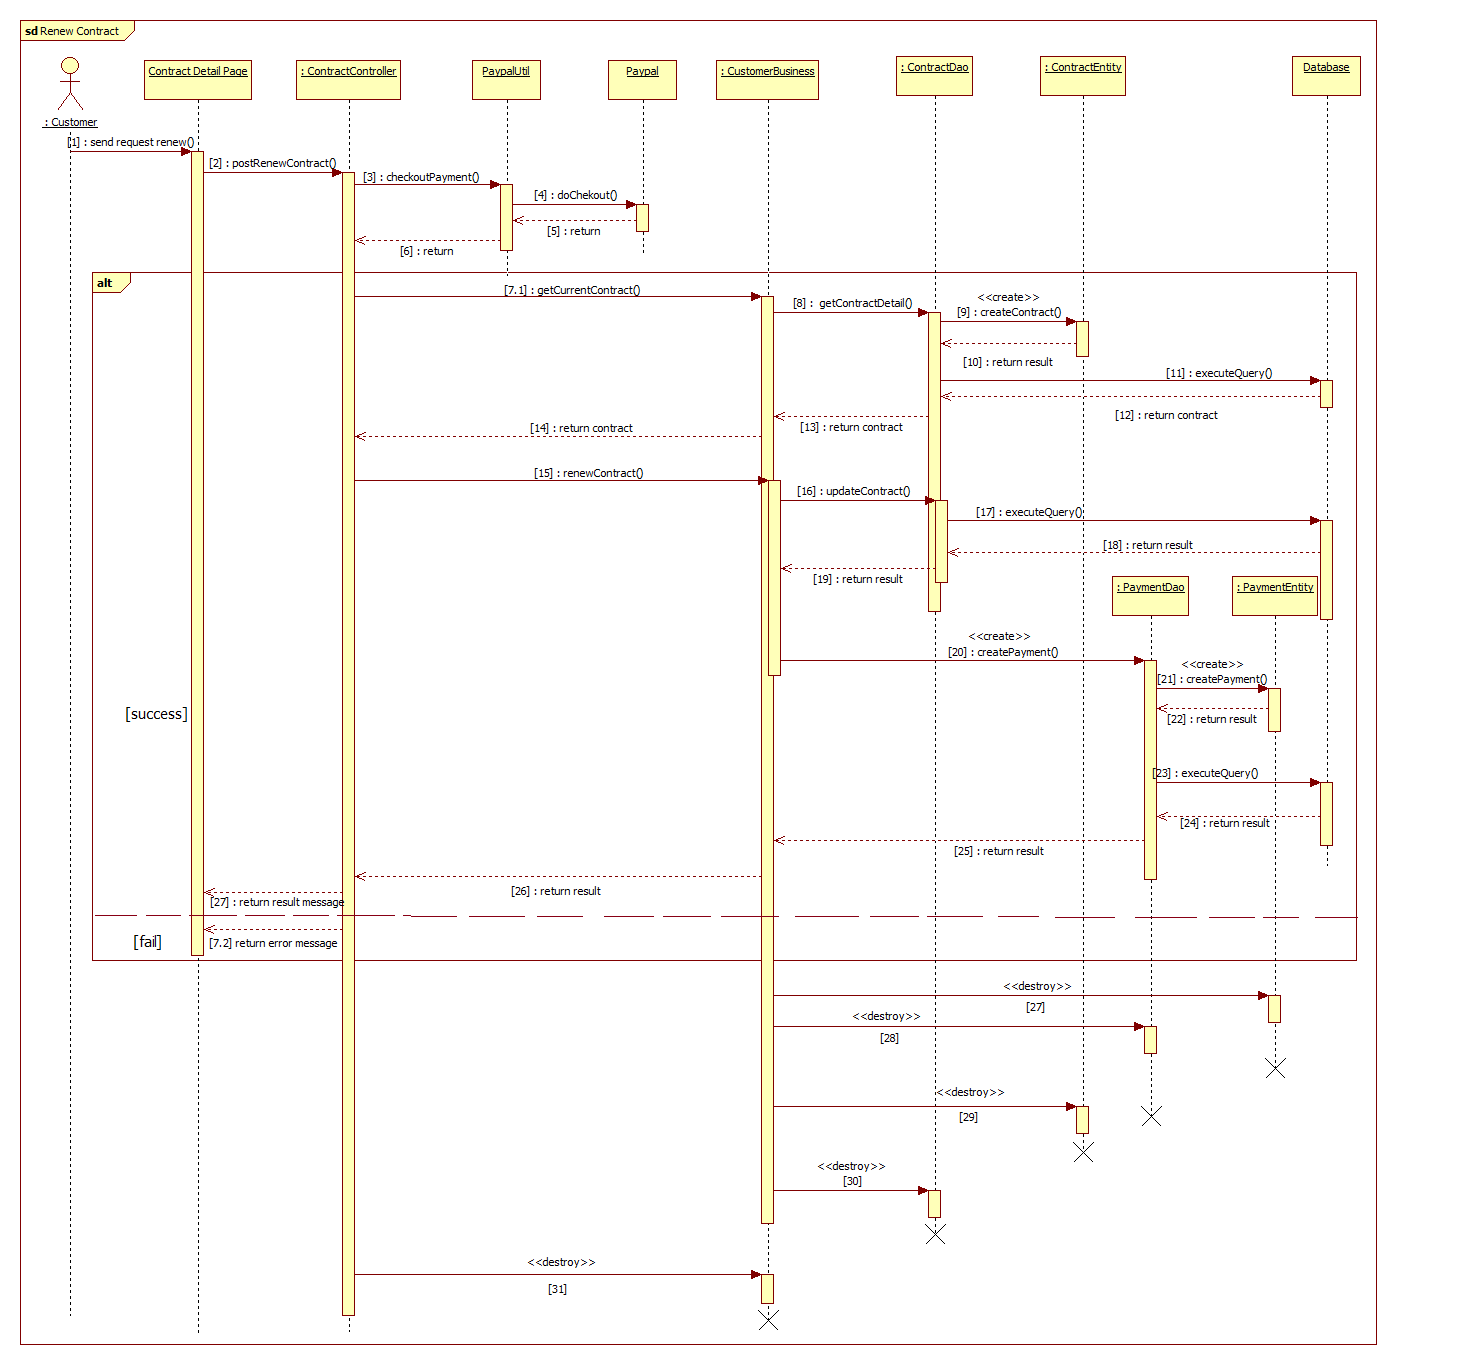 sd Renew Contract
: Customer
Contract Detail Page
: ContractController
PaypalUtil
Paypal
: CustomerBusiness
: ContractDao
: ContractEntity
Database
[1] : send request renew()
[2] : postRenewContract()
[3] : checkoutPayment()
[4] : doChekout()
[5] : return
[6] : return
alt
[7.1] : getCurrentContract()
[8] : getContractDetail()
<<create>>
[9] : createContract()
[10] : return result
[11] : executeQuery()
[12] : return contract
[13] : return contract
[14] : return contract
[15] : renewContract()
[16] : updateContract()
[17] : executeQuery()
[18] : return result
[19] : return result
: PaymentDao
: PaymentEntity
<<create>>
[20] : createPayment()
<<create>>
[21] : createPayment()
[22] : return result
[success]
[23] : executeQuery()
[24] : return result
[25] : return result
[26] : return result
[27] : return result message
[fail]
[7.2] return error message
<<destroy>>
[27]
<<destroy>>
[28]
<<destroy>>
[29]
<<destroy>>
[30]
<<destroy>>
[31]